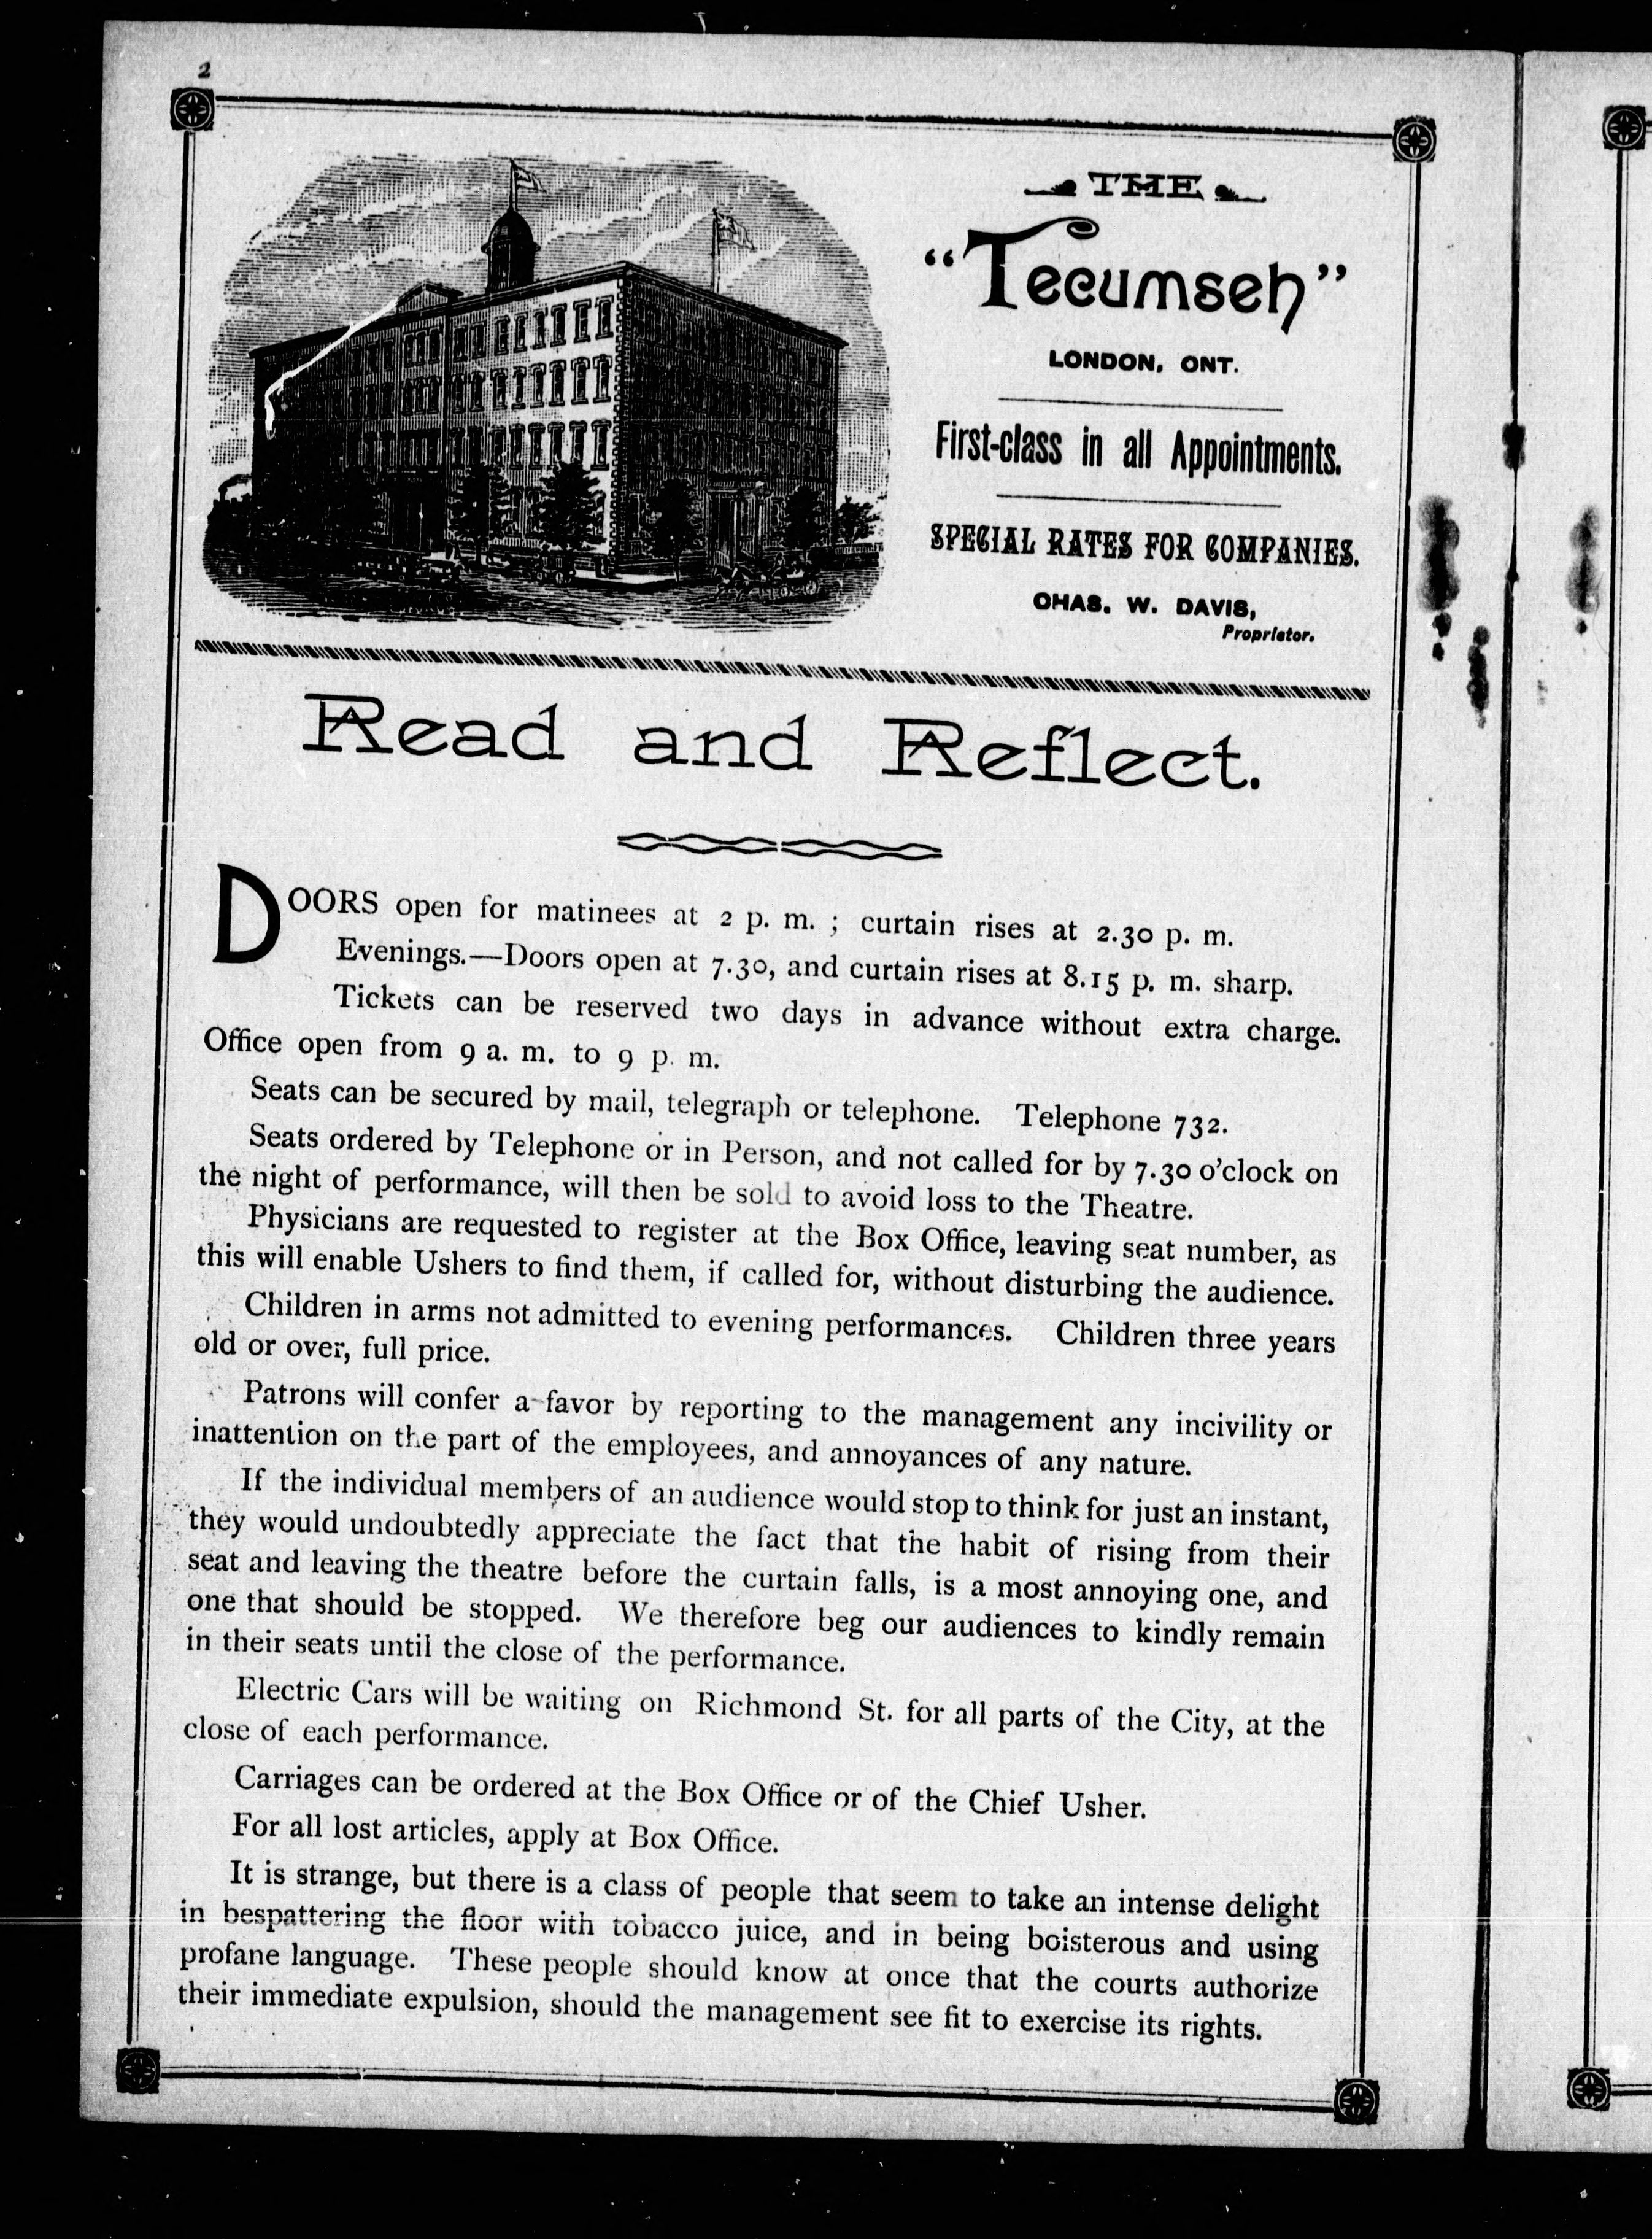 2
THE
"Tecumseh"
LONDON, ONT.
First-class in all Appointments.
SPECIAL RATES FOR COMPANIES.
CHAS. W. DAVIS,
Proprietor.
Read and Reflect.
DOORS open for matinees at 2 p. m. ; curtain rises at 2.30 p. m.
Evenings.—Doors open at 7.30, and curtain rises at 8.15 p. m. sharp.
Tickets can be reserved two days in advance without extra charge.
Office open from 9 a. m. to 9 p. m.
Seats can be secured by mail, telegraph or telephone. Telephone 732.
Seats ordered by Telephone or in Person, and not called for by 7.30 o'clock on
the night of performance, will then be sold to avoid loss to the Theatre.
Physicians are requested to register at the Box Office, leaving seat number, as
this will enable Ushers to find them, if called for, without disturbing the audience.
Children in arms not admitted to evening performances. Children three years
old or over, full price.
Patrons will confer a favor by reporting to the management any incivility or
inattention on the part of the employees, and annoyances of any nature.
If the individual members of an audience would stop to think for just an instant,
they would undoubtedly appreciate the fact that the habit of rising from their
seat and leaving the theatre before the curtain falls, is a most annoying one, and
one that should be stopped. We therefore beg our audiences to kindly remain
in their seats until the close of the performance.
Electric Cars will be waiting on Richmond St. for all parts of the City, at the
close of each performance.
Carriages can be ordered at the Box Office or of the Chief Usher.
For all lost articles, apply at Box Office.
It is strange, but there is a class of people that seem to take an intense delight
in bespattering the floor with tobacco juice, and in being boisterous and using
profane language. These people should know at once that the courts authorize
their immediate expulsion, should the management see fit to exercise its rights.